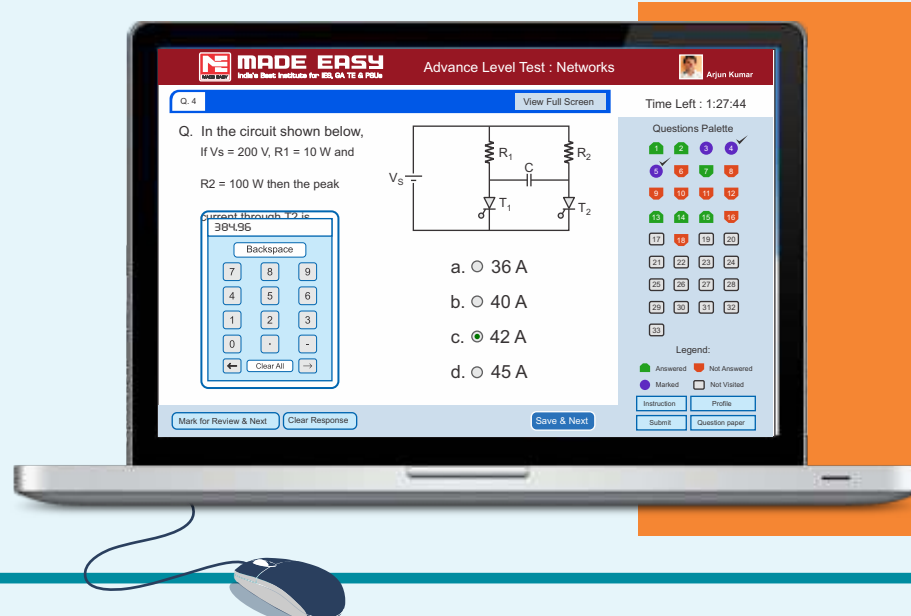 MADE EASY
India's Best Institute for IES, GATE & PSUs
MADE EASY
Advance Level Test : Networks
Arjun Kumar
Q. 4
View Full Screen
Time Left : 1:27:44
Q. In the circuit shown below,
If Vs = 200 V, R1 = 10 W and
R2 = 100 W then the peak
current through T2 is
R1
R2
C
VS
T1
T2
384.96
Backspace
7 8 9
4 5 6
1 2 3
0 . -
← Clear All →
a. 36 A
b. 40 A
c. 42 A
d. 45 A
Mark for Review & Next
Clear Response
Save & Next
Questions Palette
1 2 3 4
5 6 7 8
9 10 11 12
13 14 15 16
17 18 19 20
21 22 23 24
25 26 27 28
29 30 31 32
33
Legend:
Answered Not Answered
Marked Not Visited
Instruction Profile
Submit Question paper